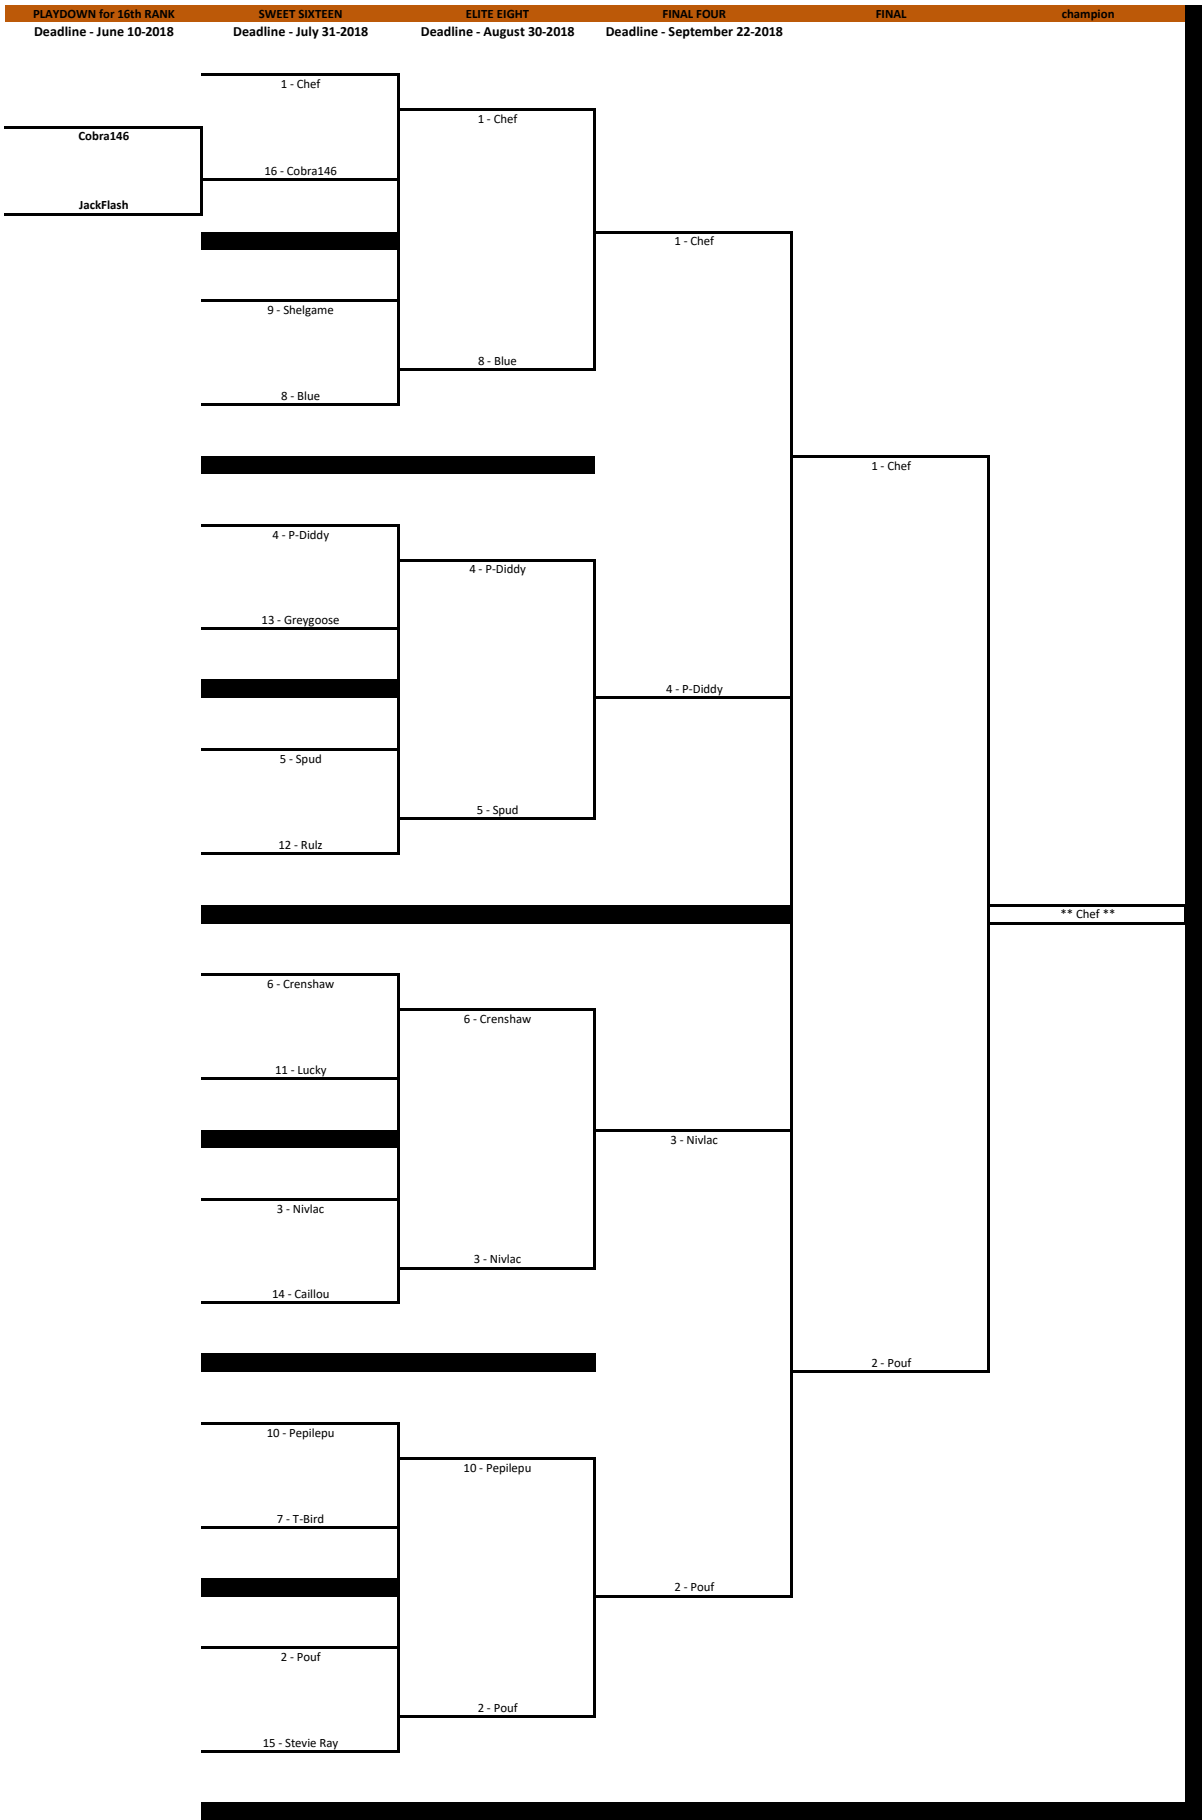 PLAYDOWN for 16th RANK SWEET SIXTEEN ELITE EIGHT FINAL FOUR FINAL champion
Deadline - June 10-2018 Deadline - July 31-2018 Deadline - August 30-2018 Deadline - September 22-2018
1 - Chef
1 - Chef
Cobra146
16 - Cobra146
JackFlash
1 - Chef
9 - Shelgame
8 - Blue
8 - Blue
1 - Chef
4 - P-Diddy
4 - P-Diddy
13 - Greygoose
4 - P-Diddy
5 - Spud
5 - Spud
12 - Rulz
** Chef **
6 - Crenshaw
6 - Crenshaw
11 - Lucky
3 - Nivlac
3 - Nivlac
3 - Nivlac
14 - Caillou
2 - Pouf
10 - Pepilepu
10 - Pepilepu
7 - T-Bird
2 - Pouf
2 - Pouf
2 - Pouf
15 - Stevie Ray